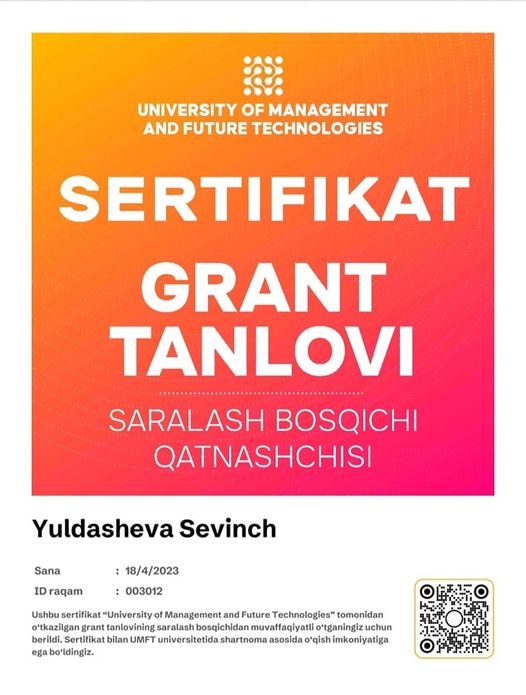 UNIVERSITY OF MANAGEMENT
AND FUTURE TECHNOLOGIES
SERTIFIKAT
GRANT
TANLOVI
SARALASH BOSQICHI
QATNASHCHISI
Yuldasheva Sevinch
Sana : 18/4/2023
ID raqam : 003012
Ushbu sertifikat “University of Management and Future Technologies” tomonidan
o‘tkazilgan grant tanlovining saralash bosqichidan muvaffaqiyatli o‘tganingiz uchun
berildi. Sertifikat bilan UMFT universitetida shartnoma asosida o‘qish imkoniyatiga
ega bo‘ldingiz.